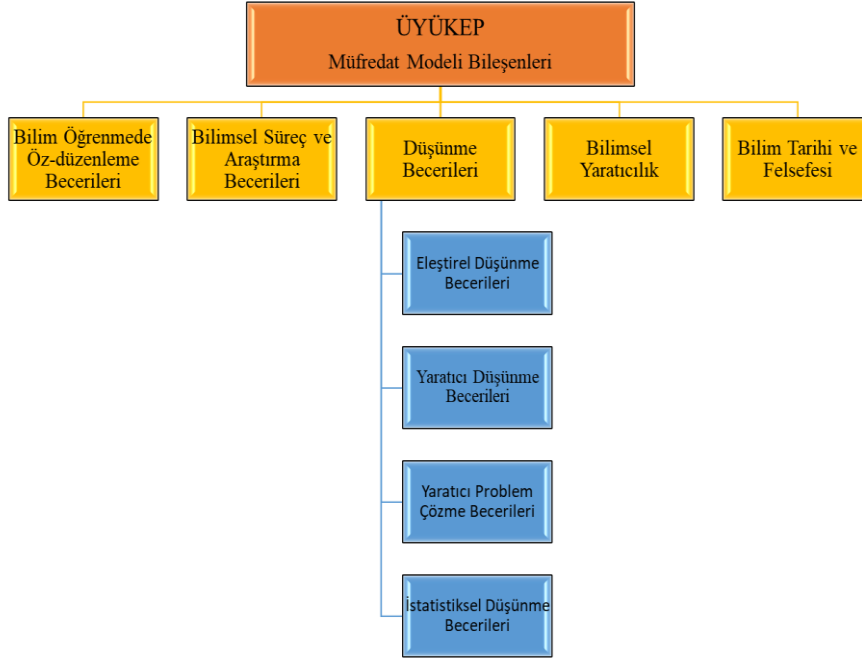 ÜYÜKEP
Müfredat Modeli Bileşenleri
Bilim Öğrenmede
Öz-düzenleme
Becerileri
Bilimsel Süreç ve
Araştırma
Becerileri
Düşünme
Becerileri
Bilimsel
Yaratıcılık
Bilim Tarihi ve
Felsefesi
Eleştirel Düşünme
Becerileri
Yaratıcı Düşünme
Becerileri
Yaratıcı Problem
Çözme Becerileri
İstatistiksel Düşünme
Becerileri